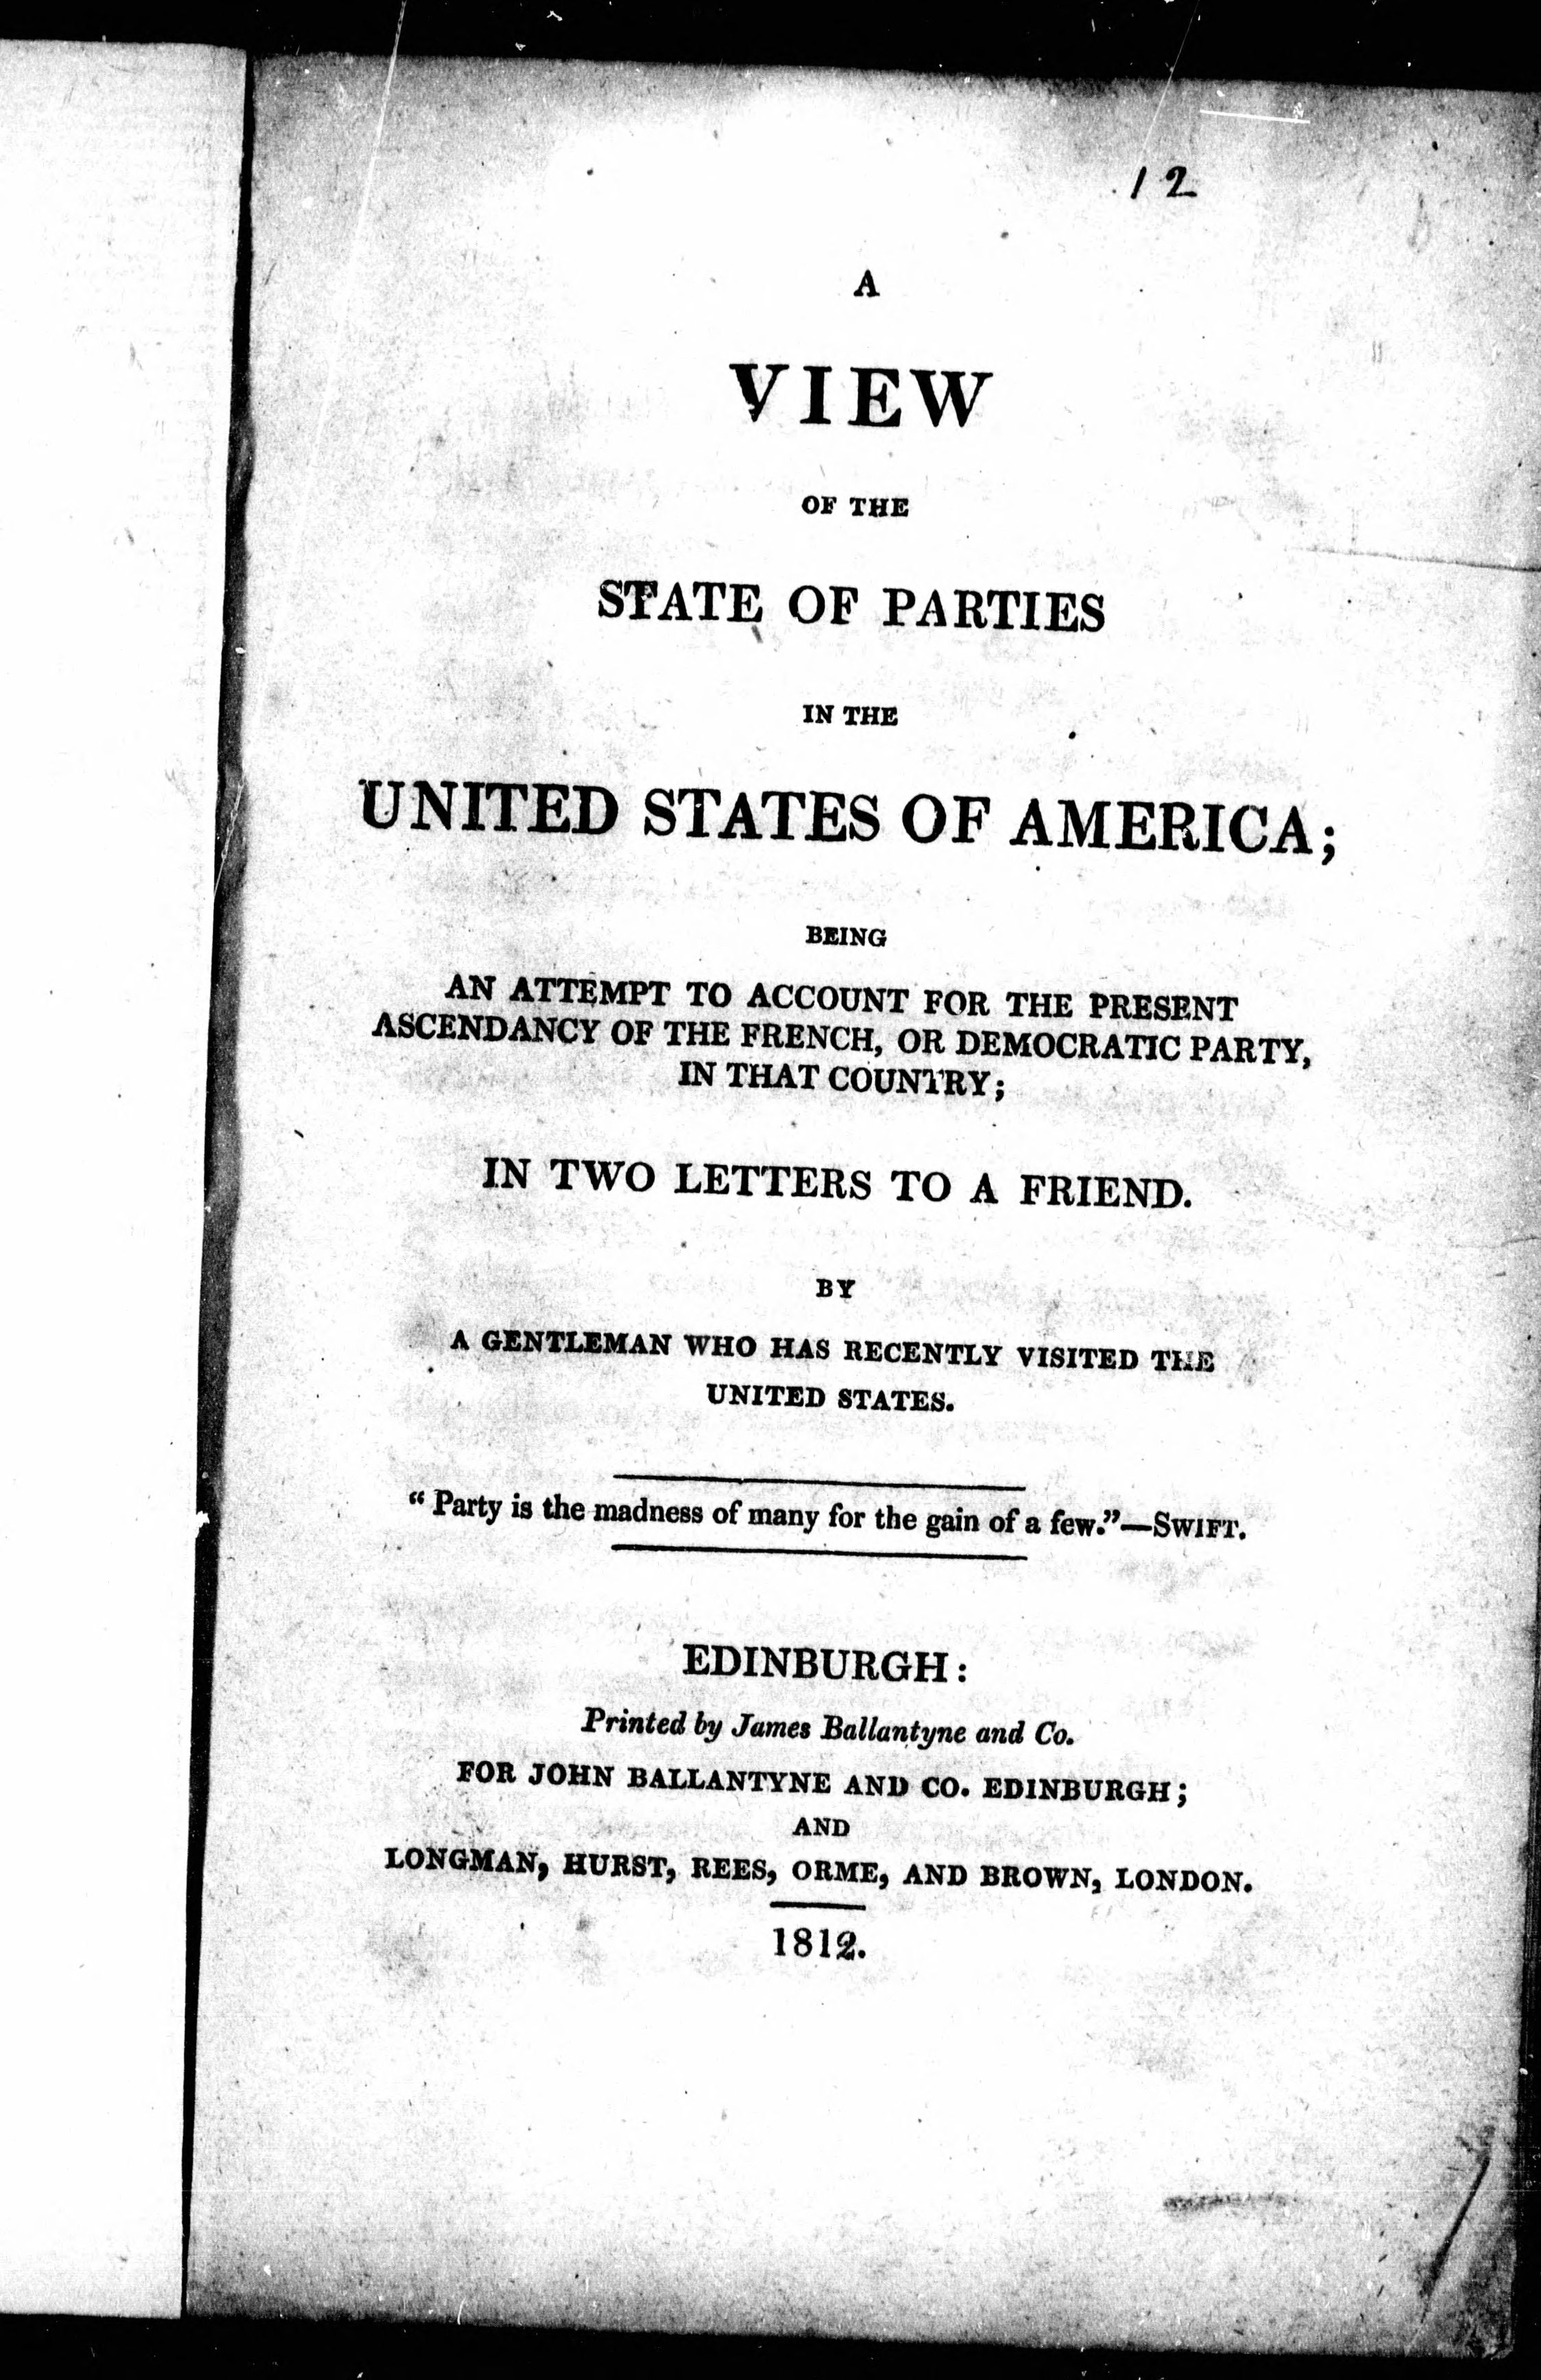 12
A
VIEW
OF THE
STATE OF PARTIES
IN THE
UNITED STATES OF AMERICA;
BEING
AN ATTEMPT TO ACCOUNT FOR THE PRESENT
ASCENDANCY OF THE FRENCH, OR DEMOCRATIC PARTY,
IN THAT COUNTRY;
IN TWO LETTERS TO A FRIEND.
BY
A GENTLEMAN WHO HAS RECENTLY VISITED THE
UNITED STATES.
“Party is the madness of many for the gain of a few.”—SWIFT.
EDINBURGH:
Printed by James Ballantyne and Co.
FOR JOHN BALLANTYNE AND CO. EDINBURGH;
AND
LONGMAN, HURST, REES, ORME, AND BROWN, LONDON.
1812.